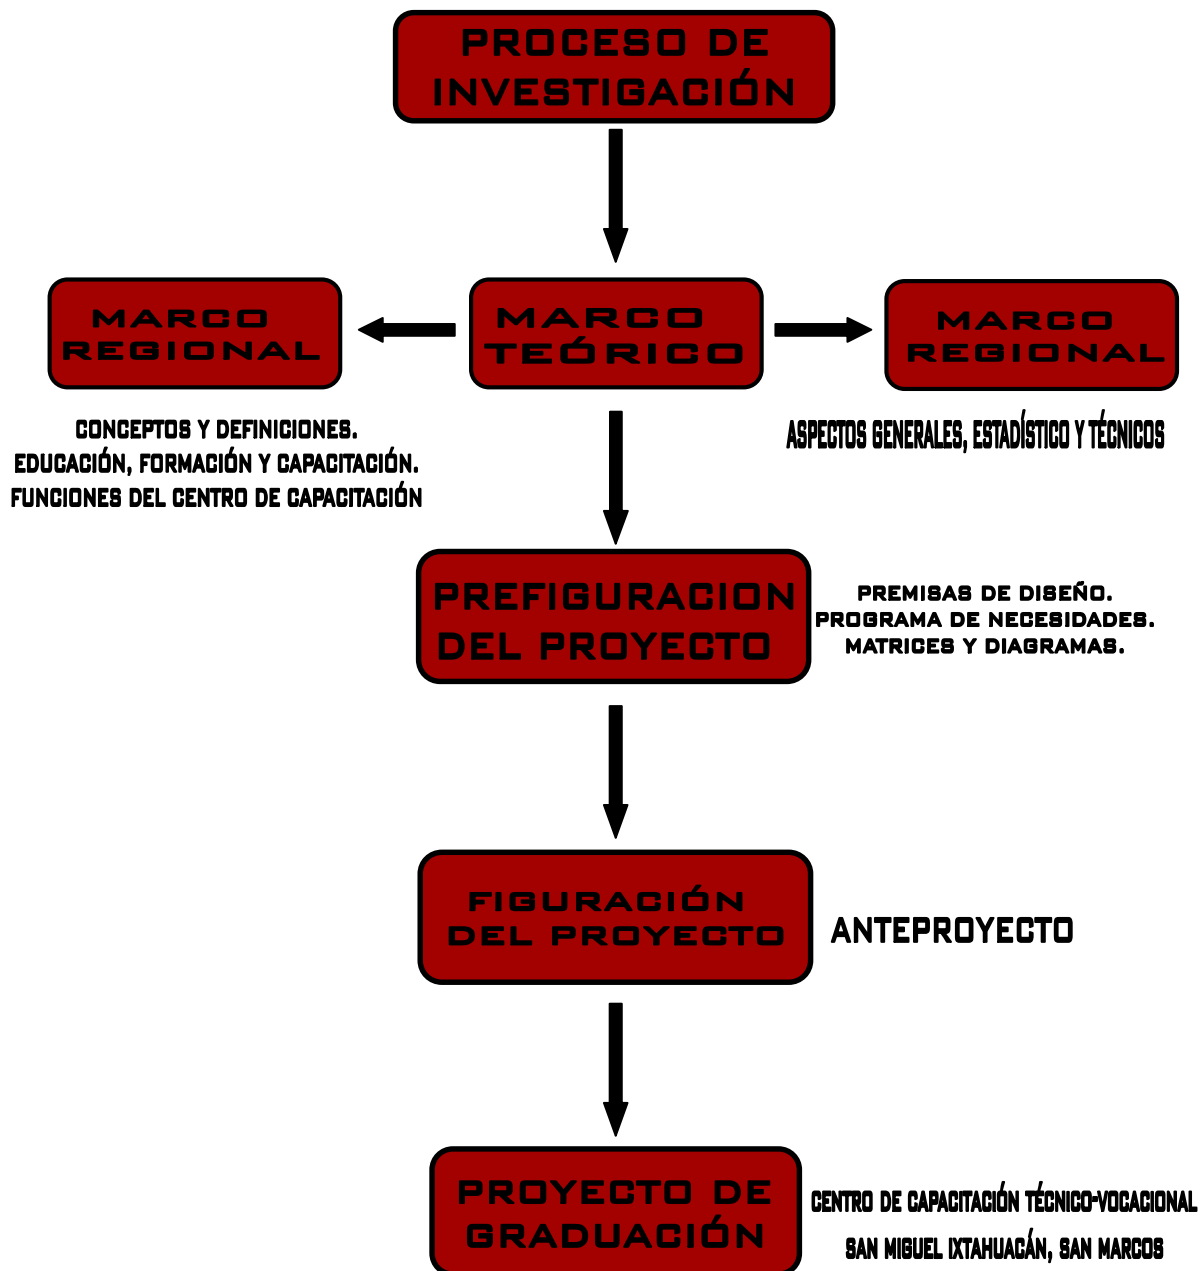 PROCESO DE
INVESTIGACIÓN
MARCO
REGIONAL
MARCO
TEÓRICO
MARCO
REGIONAL
CONCEPTOS Y DEFINICIONES.
EDUCACIÓN, FORMACIÓN Y CAPACITACIÓN.
FUNCIONES DEL CENTRO DE CAPACITACIÓN
ASPECTOS GENERALES, ESTADÍSTICO Y TÉCNICOS
PREFIGURACION
DEL PROYECTO
PREMISAS DE DISEÑO.
PROGRAMA DE NECESIDADES.
MATRICES Y DIAGRAMAS.
FIGURACIÓN
DEL PROYECTO
ANTEPROYECTO
PROYECTO DE
GRADUACIÓN
CENTRO DE CAPACITACIÓN TÉCNICO-VOCACIONAL
SAN MIGUEL IXTAHUACÁN, SAN MARCOS